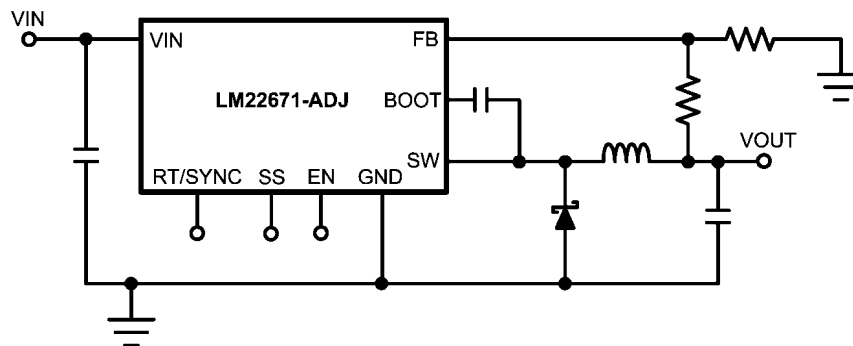 VIN
VIN
FB
LM22671-ADJ
BOOT
SW
VOUT
RT/SYNC SS EN GND